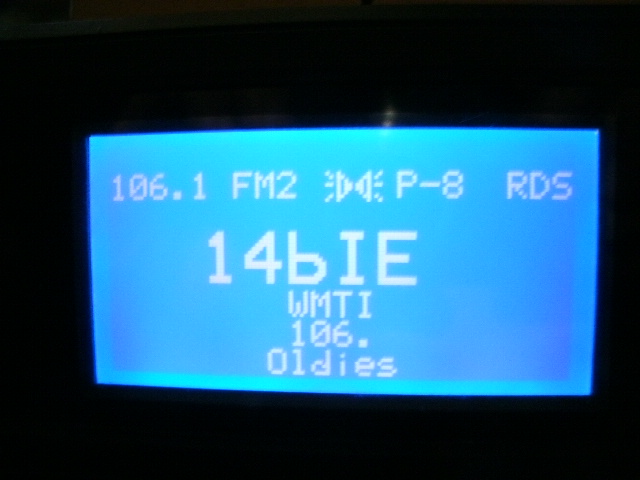 106.1 FM2 P-8 RDS
14bIE
WMTI
106.
Oldies